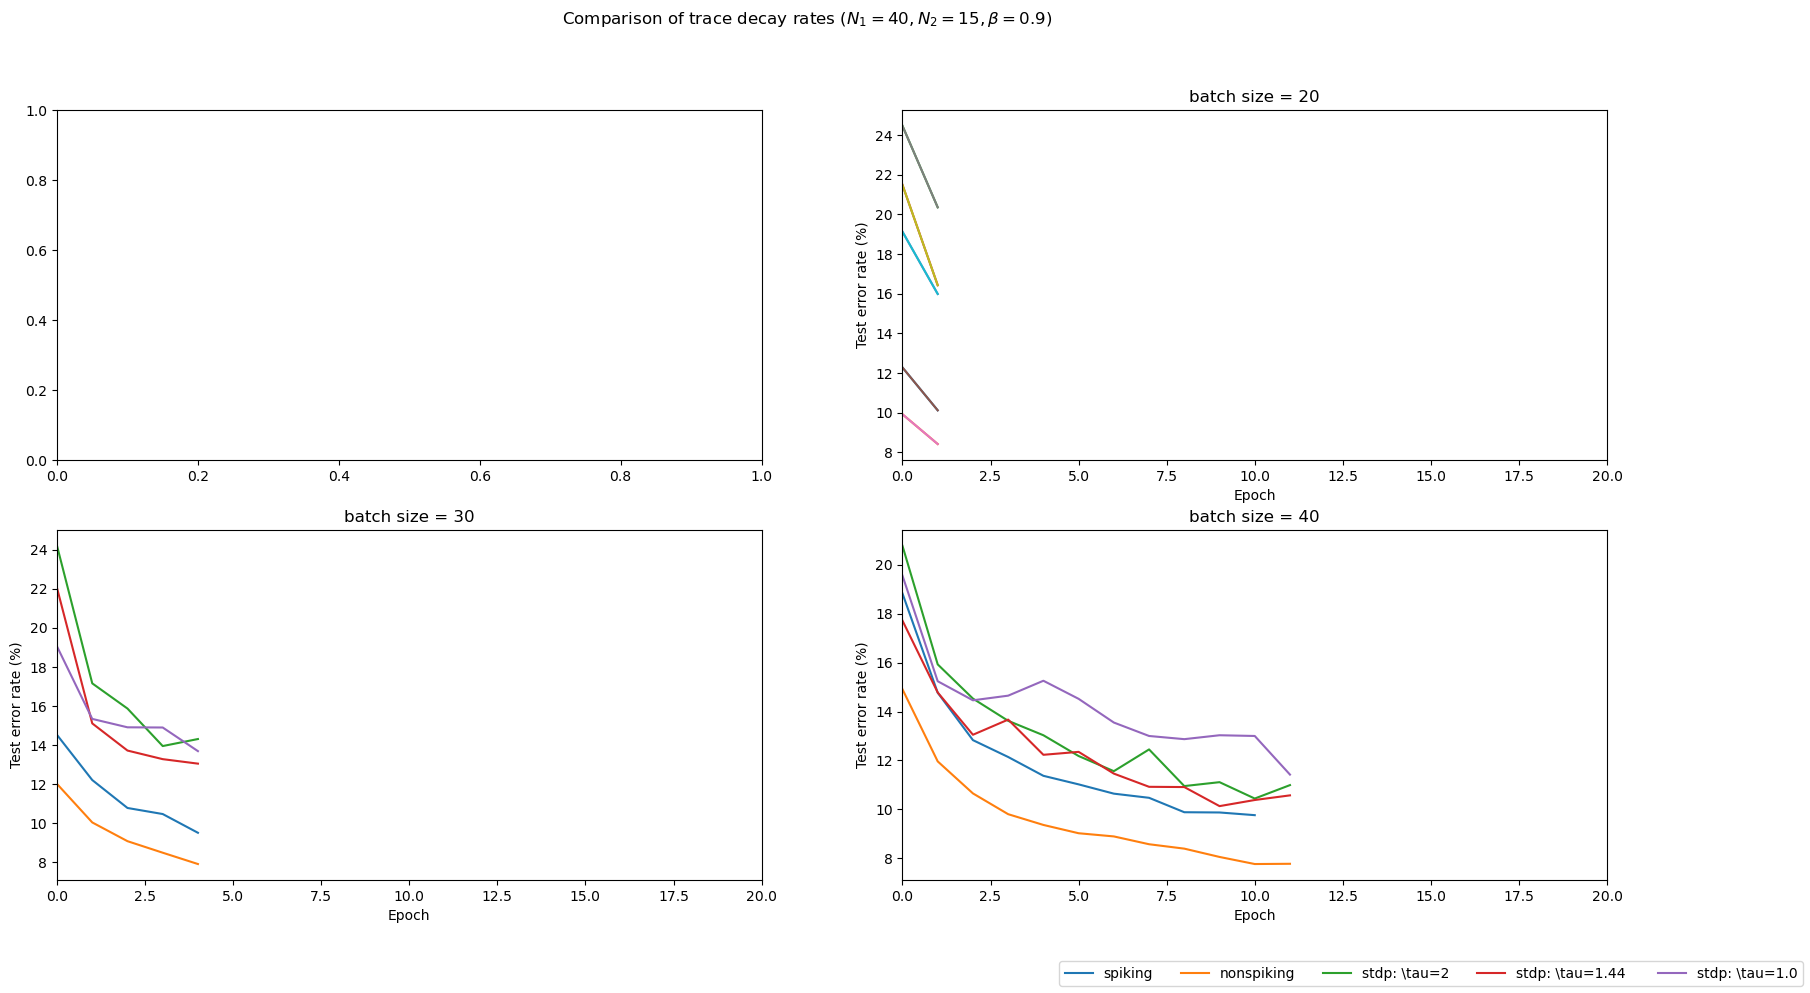 Comparison of trace decay rates (N₁ = 40, N₂ = 15, β = 0.9)
1.0
0.8
0.6
0.4
0.2
0.0
0.0 0.2 0.4 0.6 0.8 1.0
batch size = 20
Test error rate (%)
24
22
20
18
16
14
12
10
8
0.0 2.5 5.0 7.5 10.0 12.5 15.0 17.5 20.0
Epoch
batch size = 30
Test error rate (%)
24
22
20
18
16
14
12
10
8
0.0 2.5 5.0 7.5 10.0 12.5 15.0 17.5 20.0
Epoch
batch size = 40
Test error rate (%)
20
18
16
14
12
10
8
0.0 2.5 5.0 7.5 10.0 12.5 15.0 17.5 20.0
Epoch
spiking nonspiking stdp: \tau=2 stdp: \tau=1.44 stdp: \tau=1.0